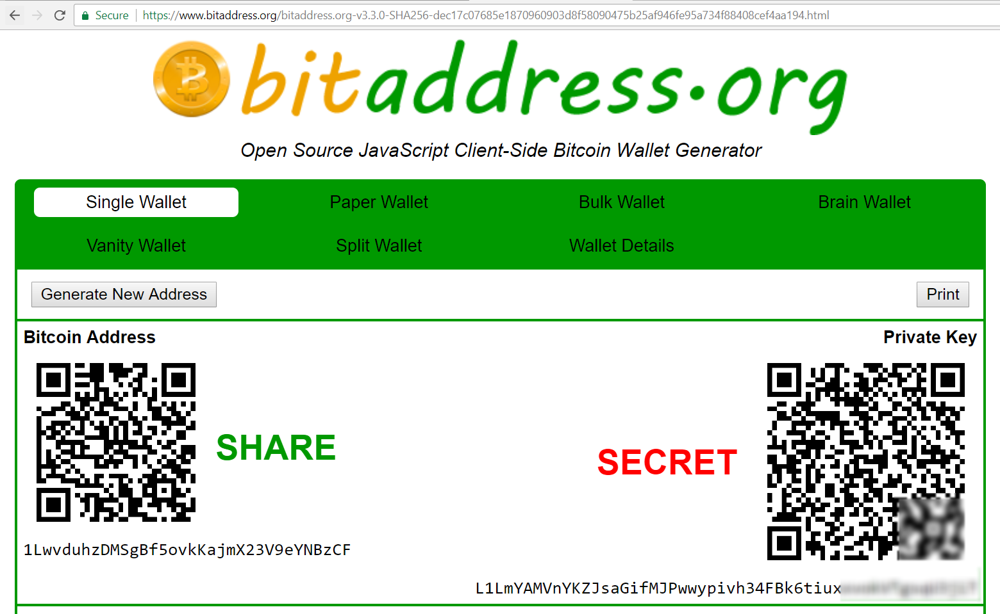 Secure https://www.bitaddress.org/bitaddress.org-v3.3.0-SHA256-dec17c07685e1870960903d8f58090475b25af946fe95a734f88408cef4aa194.html
bitaddress.org
Open Source JavaScript Client-Side Bitcoin Wallet Generator
Single Wallet Paper Wallet Bulk Wallet Brain Wallet
Vanity Wallet Split Wallet Wallet Details
Generate New Address Print
Bitcoin Address Private Key
SHARE
SECRET
1LwvduhzDMSgBf5ovkKajmX23V9eYNBzCF
L1LmYAMVnYKZJsaGifMJPwwypivh34FBk6tiux